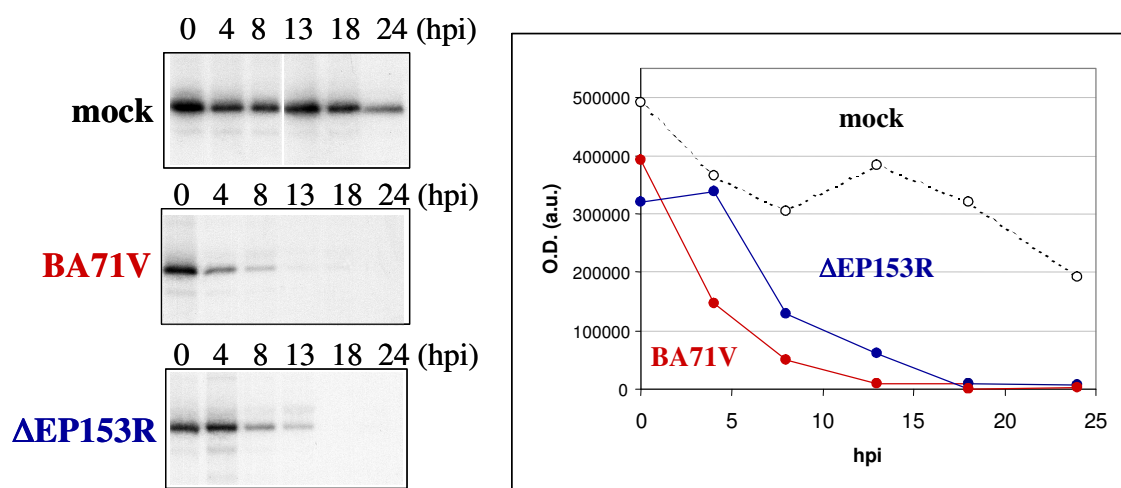 0 4 8 13 18 24 (hpi)
mock
0 4 8 13 18 24 (hpi)
BA71V
0 4 8 13 18 24 (hpi)
ΔEP153R
500000
400000
300000
200000
100000
0
O.D. (a.u.)
mock
ΔEP153R
BA71V
0 5 10 15 20 25
hpi